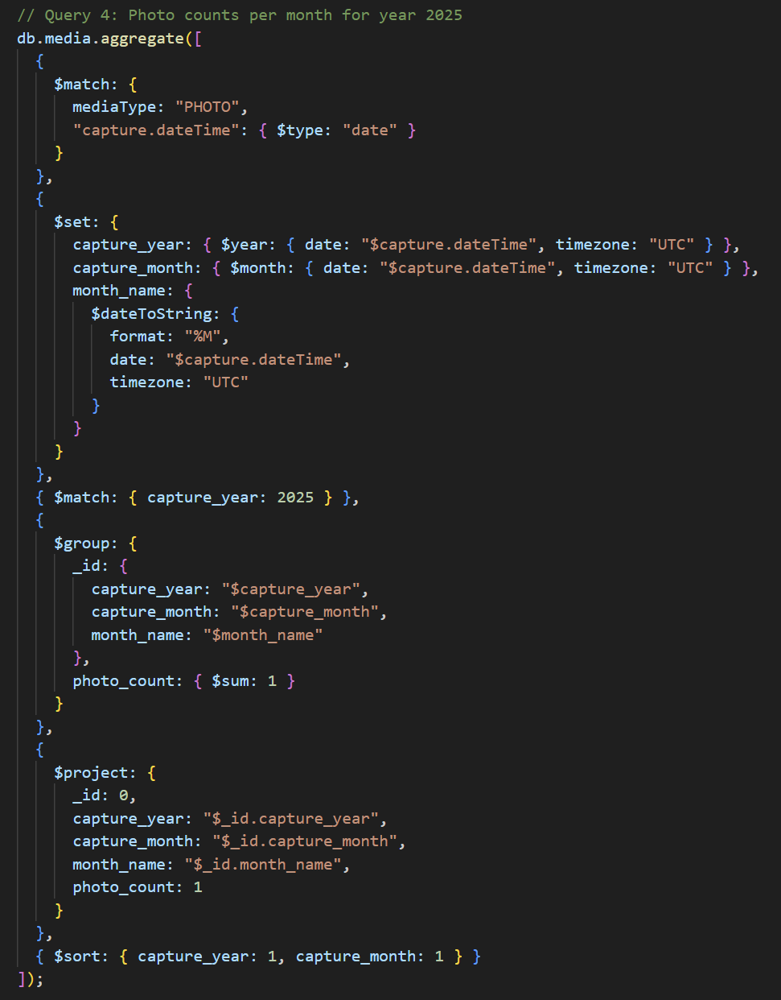 // Query 4: Photo counts per month for year 2025
db.media.aggregate([
  {
    $match: {
      mediaType: "PHOTO",
      "capture.dateTime": { $type: "date" }
    }
  },
  {
    $set: {
      capture_year: { $year: { date: "$capture.dateTime", timezone: "UTC" } },
      capture_month: { $month: { date: "$capture.dateTime", timezone: "UTC" } },
      month_name: {
        $dateToString: {
          format: "%M",
          date: "$capture.dateTime",
          timezone: "UTC"
        }
      }
    }
  },
  { $match: { capture_year: 2025 } },
  {
    $group: {
      _id: {
        capture_year: "$capture_year",
        capture_month: "$capture_month",
        month_name: "$month_name"
      },
      photo_count: { $sum: 1 }
    }
  },
  {
    $project: {
      _id: 0,
      capture_year: "$_id.capture_year",
      capture_month: "$_id.capture_month",
      month_name: "$_id.month_name",
      photo_count: 1
    }
  },
  { $sort: { capture_year: 1, capture_month: 1 } }
]);